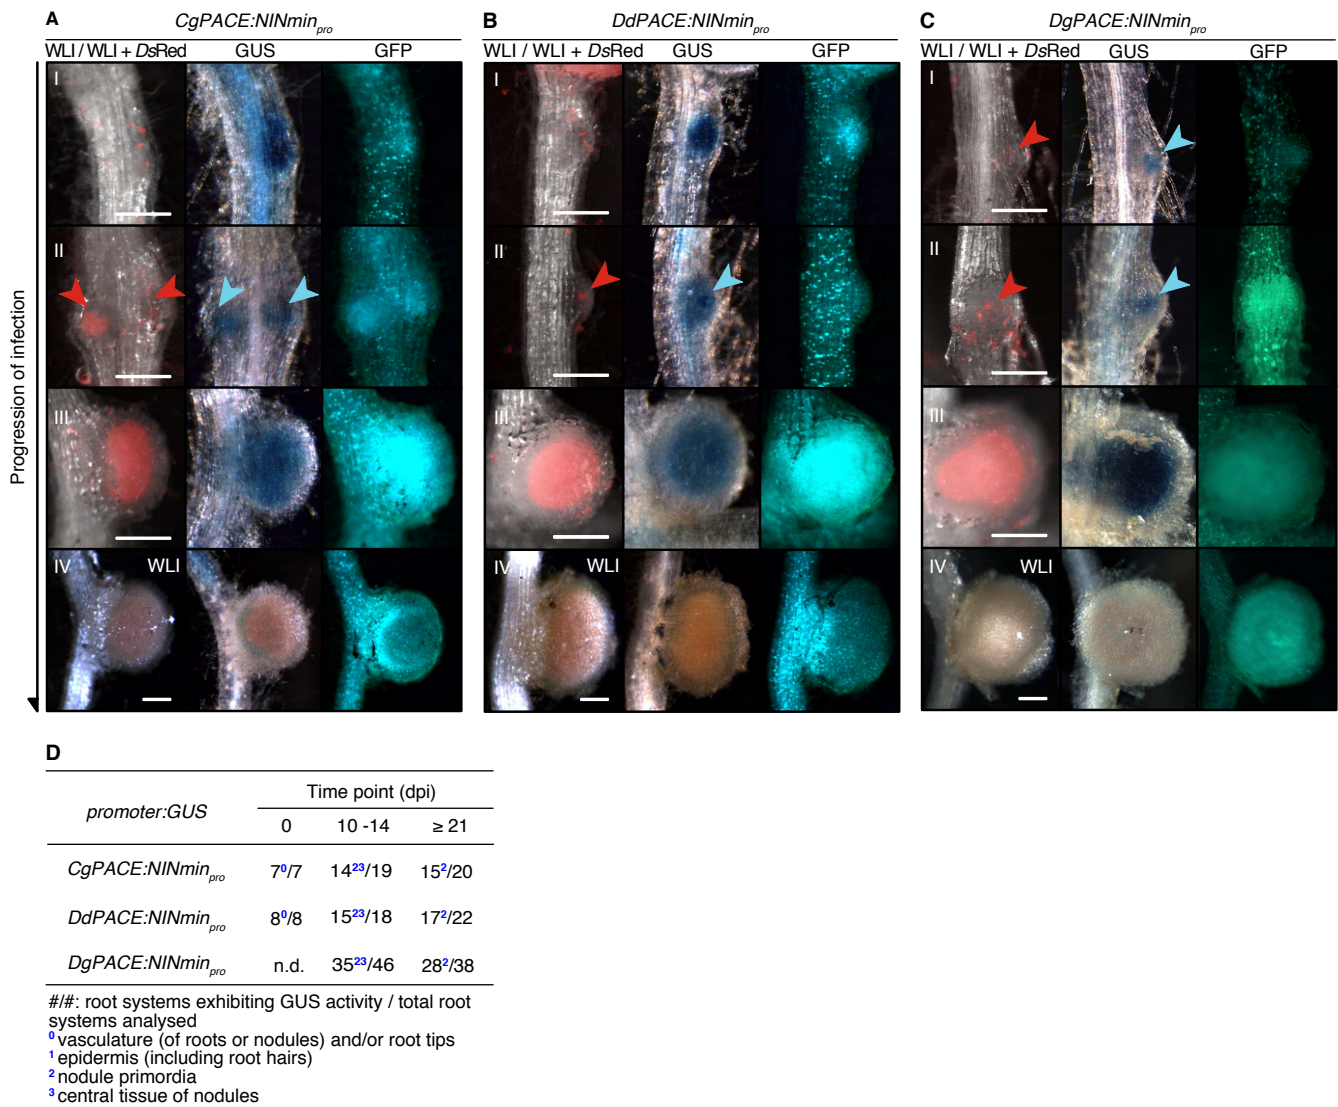 A
CgPACE:NINminpro
WLI / WLI + DsRed GUS GFP
I
II
III
IV WLI
B
DdPACE:NINminpro
WLI / WLI + DsRed GUS GFP
I
II
III
IV WLI
C
DgPACE:NINminpro
WLI / WLI + DsRed GUS GFP
I
II
III
IV WLI
Progression of infection
D
promoter:GUS Time point (dpi)
0 10 -14 ≥ 21
CgPACE:NINminpro 7⁰/7 14²³/19 15²/20
DdPACE:NINminpro 8⁰/8 15²³/18 17²/22
DgPACE:NINminpro n.d. 35²³/46 28²/38
#/#: root systems exhibiting GUS activity / total root
systems analysed
⁰ vasculature (of roots or nodules) and/or root tips
¹ epidermis (including root hairs)
² nodule primordia
³ central tissue of nodules